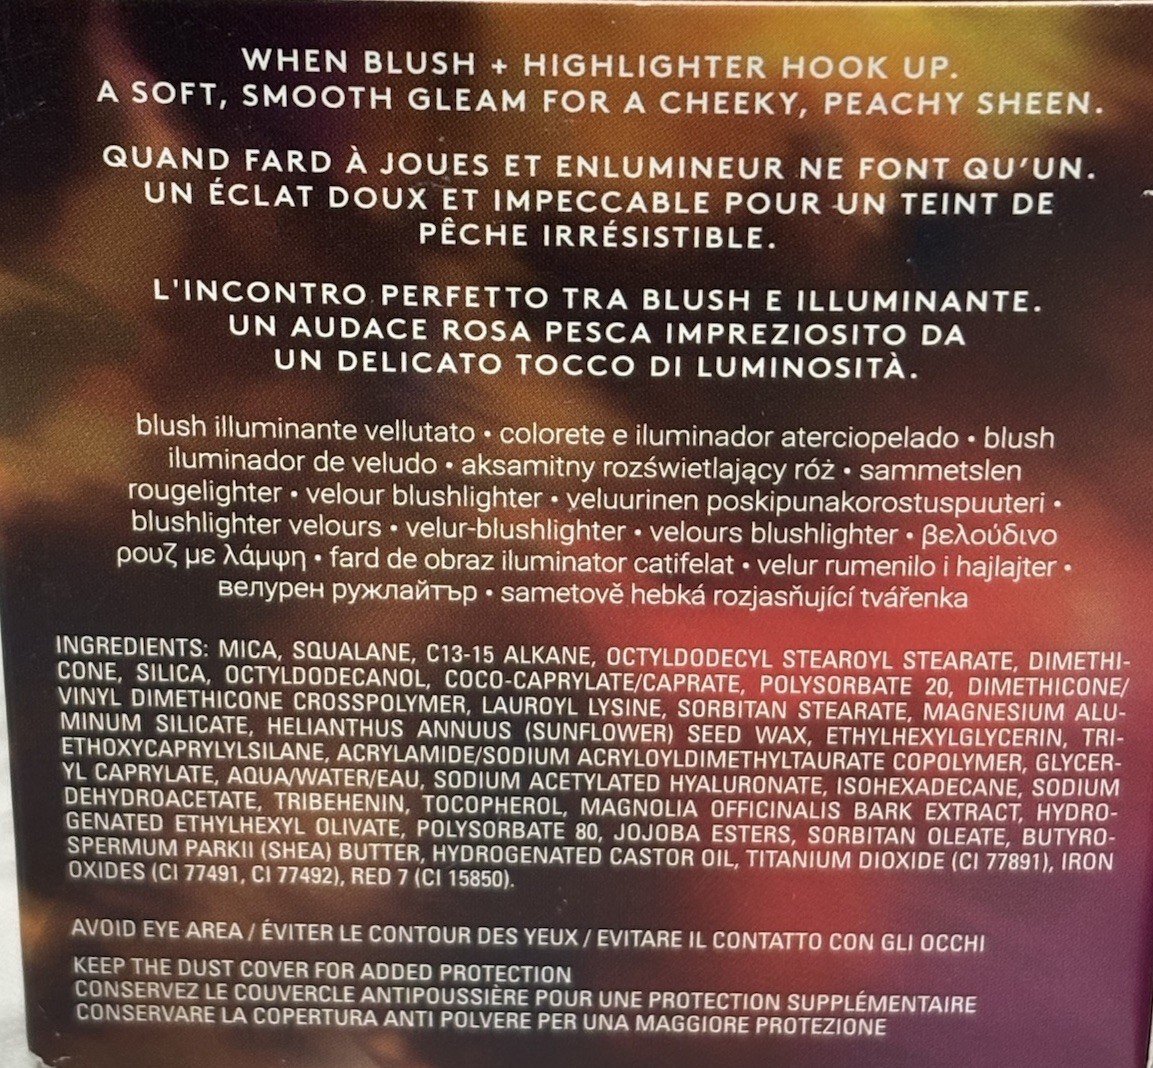 WHEN BLUSH + HIGHLIGHTER HOOK UP.
A SOFT, SMOOTH GLEAM FOR A CHEEKY, PEACHY SHEEN.
QUAND FARD À JOUES ET ENLUMINEUR NE FONT QU'UN.
UN ÉCLAT DOUX ET IMPECCABLE POUR UN TEINT DE
PÊCHE IRRÉSISTIBLE.
L'INCONTRO PERFETTO TRA BLUSH E ILLUMINANTE.
UN AUDACE ROSA PESCA IMPREZIOSITO DA
UN DELICATO TOCCO DI LUMINOSITÀ.
blush illuminante vellutato • colorete e iluminador aterciopelado • blush
iluminador de veludo • aksamitny rozświetlający róż • sammetslen
rougelighter • velour blushlighter • veluurinen poskipunakorostuspuuteri •
blushlighter velours • velur-blushlighter • velours blushlighter • βελούδινο
ρουζ με λάμψη • fard de obraz iluminator catifelat • velur rumenilo i hajlajter •
велурен ружлайтър • sametově hebká rozjasňující tvářenka
INGREDIENTS: MICA, SQUALANE, C13-15 ALKANE, OCTYLDODECYL STEAROYL STEARATE, DIMETHI-
CONE, SILICA, OCTYLDODECANOL, COCO-CAPRYLATE/CAPRATE, POLYSORBATE 20, DIMETHICONE/
VINYL DIMETHICONE CROSSPOLYMER, LAUROYL LYSINE, SORBITAN STEARATE, MAGNESIUM ALU-
MINUM SILICATE, HELIANTHUS ANNUUS (SUNFLOWER) SEED WAX, ETHYLHEXYLGLYCERIN, TRI-
ETHOXYCAPRYLYLSILANE, ACRYLAMIDE/SODIUM ACRYLOYLDIMETHYLTAURATE COPOLYMER, GLYCER-
YL CAPRYLATE, AQUA/WATER/EAU, SODIUM ACETYLATED HYALURONATE, ISOHEXADECANE, SODIUM
DEHYDROACETATE, TRIBEHENIN, TOCOPHEROL, MAGNOLIA OFFICINALIS BARK EXTRACT, HYDRO-
GENATED ETHYLHEXYL OLIVATE, POLYSORBATE 80, JOJOBA ESTERS, SORBITAN OLEATE, BUTYRO-
SPERMUM PARKII (SHEA) BUTTER, HYDROGENATED CASTOR OIL, TITANIUM DIOXIDE (CI 77891), IRON
OXIDES (CI 77491, CI 77492), RED 7 (CI 15850).
AVOID EYE AREA / ÉVITER LE CONTOUR DES YEUX / EVITARE IL CONTATTO CON GLI OCCHI
KEEP THE DUST COVER FOR ADDED PROTECTION
CONSERVEZ LE COUVERCLE ANTIPOUSSIÈRE POUR UNE PROTECTION SUPPLÉMENTAIRE
CONSERVARE LA COPERTURA ANTI POLVERE PER UNA MAGGIORE PROTEZIONE